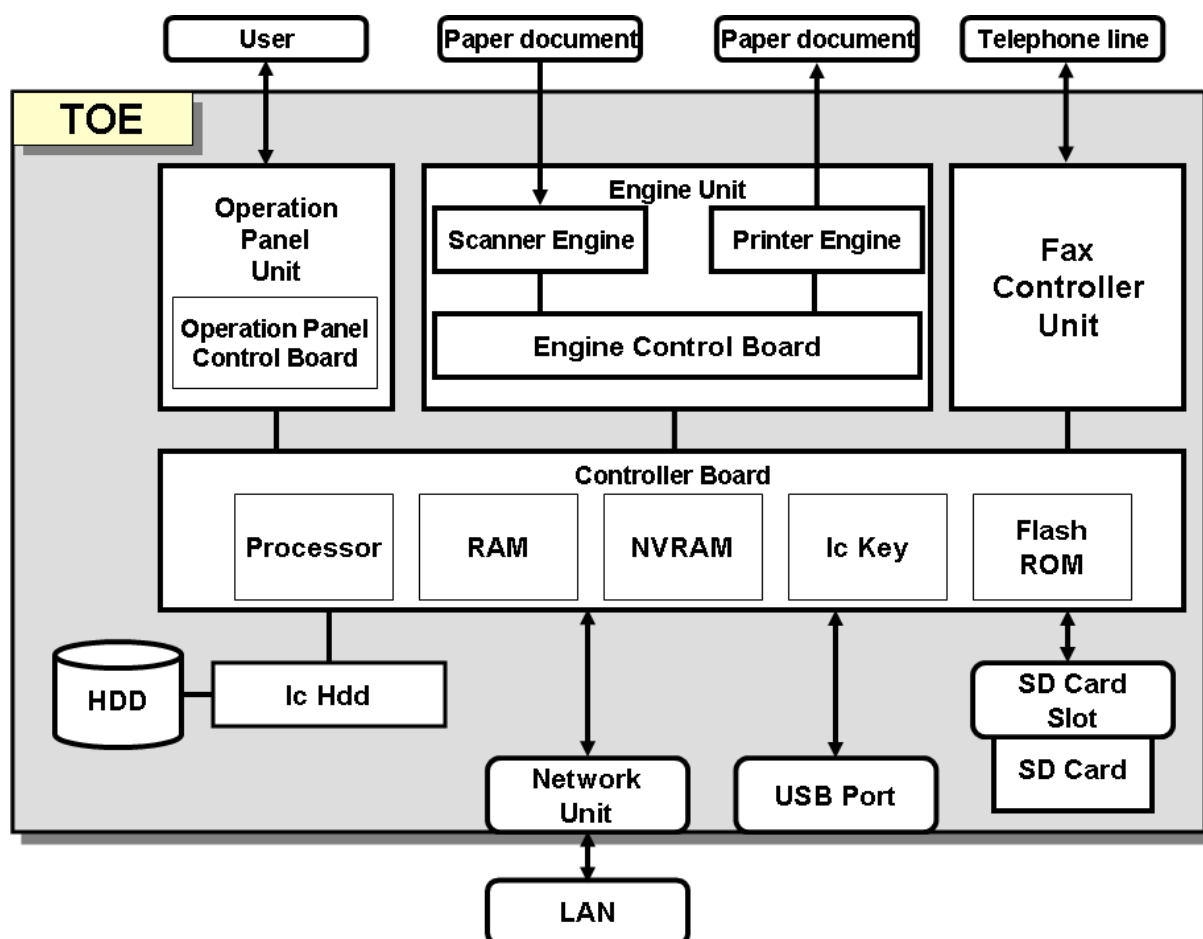 User
Paper document
Paper document
Telephone line
TOE
Operation
Panel
Unit
Operation Panel
Control Board
Engine Unit
Scanner Engine
Printer Engine
Engine Control Board
Fax
Controller
Unit
Controller Board
Processor
RAM
NVRAM
Ic Key
Flash
ROM
HDD
Ic Hdd
Network
Unit
USB Port
SD Card
Slot
SD Card
LAN